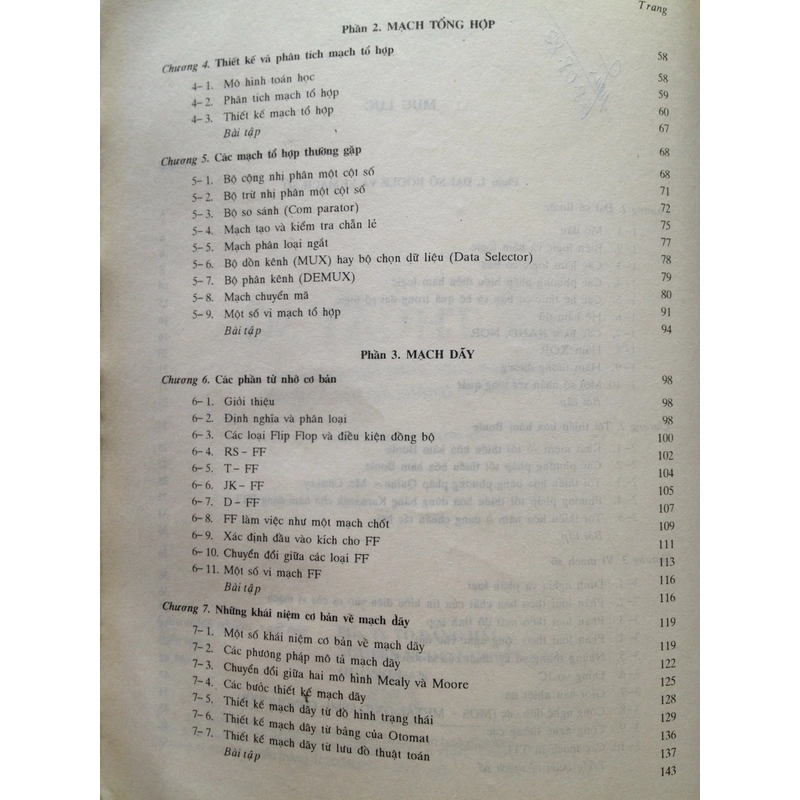 Trang
Phần 2. MẠCH TỔNG HỢP
Chương 4. Thiết kế và phân tích mạch tổ hợp 58
4-1. Mô hình toán học 58
4-2. Phân tích mạch tổ hợp 59
4-3. Thiết kế mạch tổ hợp 60
Bài tập 67
Chương 5. Các mạch tổ hợp thường gặp 68
5-1. Bộ cộng nhị phân một cột số 68
5-2. Bộ trừ nhị phân một cột số 71
5-3. Bộ so sánh (Com parator) 72
5-4. Mạch tạo và kiểm tra chẵn lẻ 75
5-5. Mạch phân loại ngắt 77
5-6. Bộ dồn kênh (MUX) hay bộ chọn dữ liệu (Data Selector) 78
5-7. Bộ phân kênh (DEMUX) 79
5-8. Mạch chuyển mã 80
5-9. Một số vi mạch tổ hợp 91
Bài tập 94
Phần 3. MẠCH DÃY
Chương 6. Các phần tử nhớ cơ bản 98
6-1. Giới thiệu 98
6-2. Định nghĩa và phân loại 98
6-3. Các loại Flip Flop và điều kiện đồng bộ 100
6-4. RS- FF 102
6-5. T- FF 104
6-6. JK- FF 105
6-7. D- FF 107
6-8. FF làm việc như một mạch chốt 109
6-9. Xác định đầu vào kích cho FF 111
6-10. Chuyển đổi giữa các loại FF 113
6-11. Một số vi mạch FF 116
Bài tập 116
Chương 7. Những khái niệm cơ bản về mạch dãy 119
7-1. Một số khái niệm cơ bản về mạch dãy 119
7-2. Các phương pháp mô tả mạch dãy 122
7-3. Chuyển đổi giữa hai mô hình Mealy và Moore 125
7-4. Các bước thiết kế mạch dãy 128
7-5. Thiết kế mạch dãy từ đồ hình trạng thái 129
7-6. Thiết kế mạch dãy từ bảng của Otomat 136
7-7. Thiết kế mạch dãy từ lưu đồ thuật toán 137
Bài tập 143